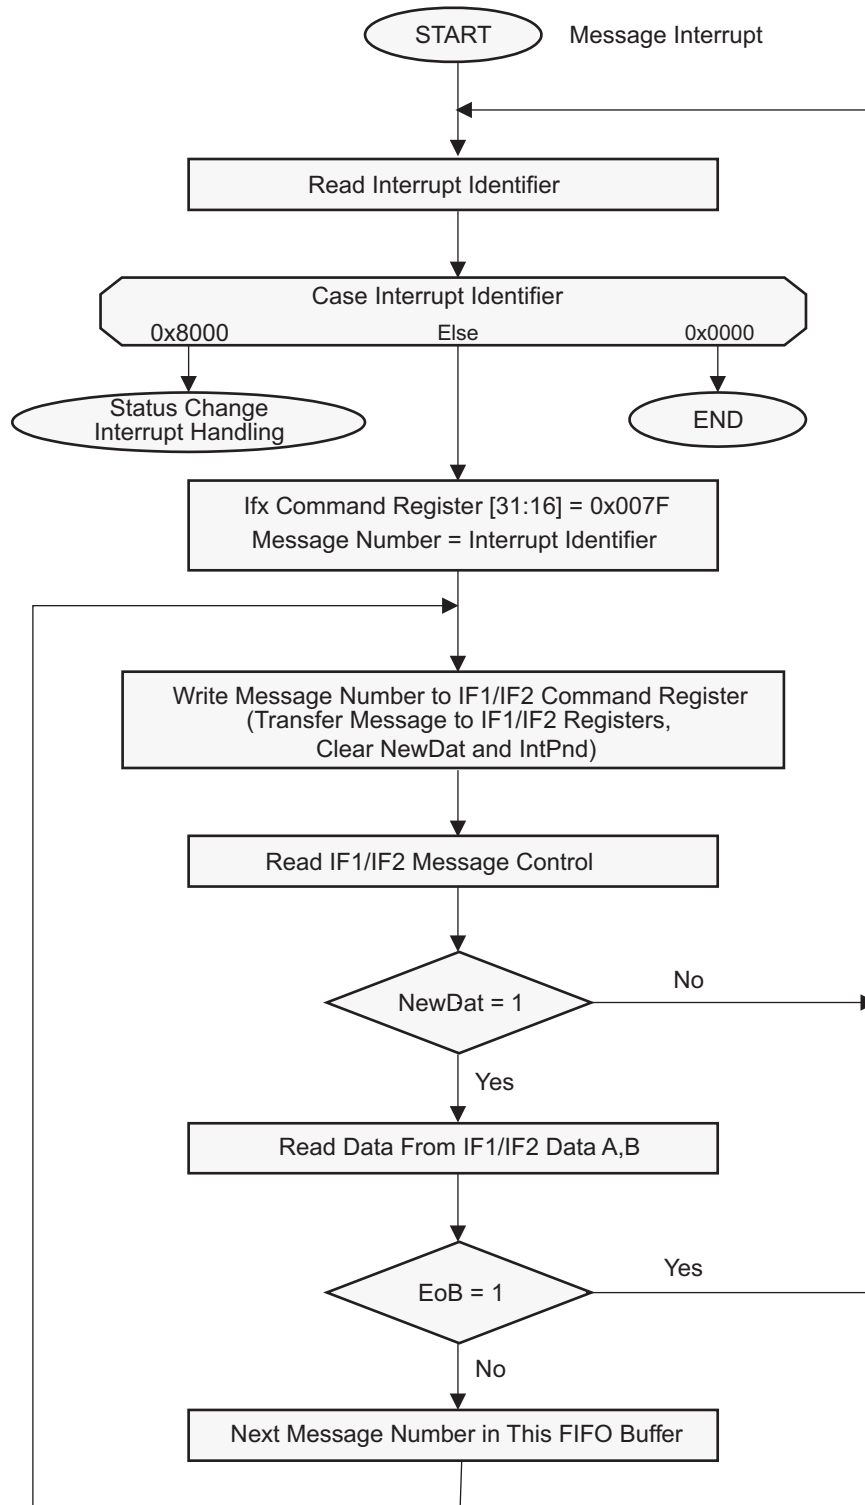 START
Message Interrupt
Read Interrupt Identifier
Case Interrupt Identifier
0x8000
Else
0x0000
Status Change
Interrupt Handling
END
Ifx Command Register [31:16] = 0x007F
Message Number = Interrupt Identifier
Write Message Number to IF1/IF2 Command Register
(Transfer Message to IF1/IF2 Registers,
Clear NewDat and IntPnd)
Read IF1/IF2 Message Control
NewDat = 1
No
Yes
Read Data From IF1/IF2 Data A,B
EoB = 1
Yes
No
Next Message Number in This FIFO Buffer